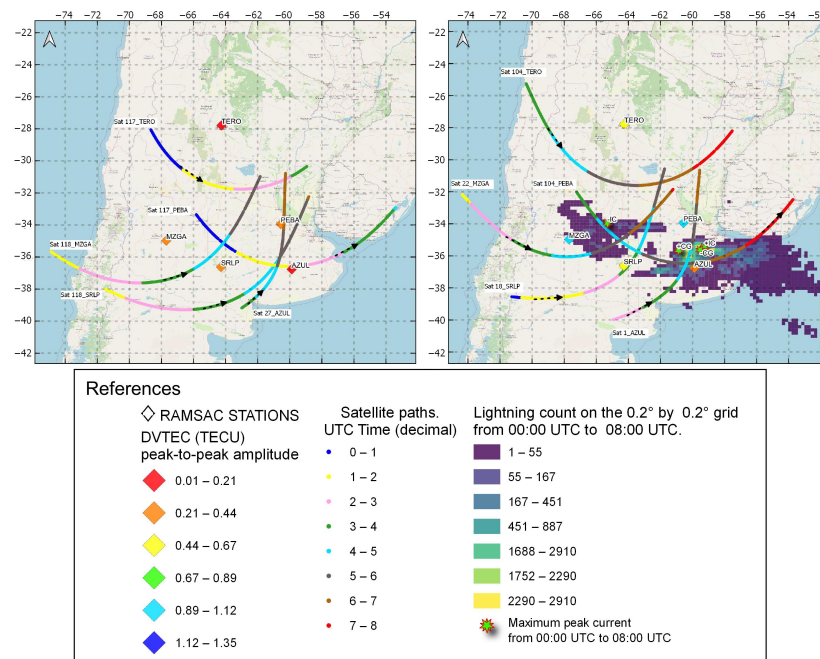 −74 −72 −70 −68 −66 −64 −62 −60 −58 −56 −54
−22
−24
−26
−28
−30
−32
−34
−36
−38
−40
−42
Sat 117_TERO
TERO
Sat 117_PEBA
PEBA
MZGA
Sat 118_MZGA
SRLP
AZUL
Sat 118_SRLP
Sat 27_AZUL
−74 −72 −70 −68 −66 −64 −62 −60 −58 −56 −54
−22
−24
−26
−28
−30
−32
−34
−36
−38
−40
−42
Sat 104_TERO
TERO
Sat 104_PEBA
Sat 22_MZGA
PEBA
MZGA
SRLP
AZUL
Sat 18_SRLP
Sat 1_AZUL
References
RAMSAC STATIONS
DVTEC (TECU)
peak-to-peak amplitude
0.01 – 0.21
0.21 – 0.44
0.44 – 0.67
0.67 – 0.89
0.89 – 1.12
1.12 – 1.35
Satellite paths.
UTC Time (decimal)
0 – 1
1 – 2
2 – 3
3 – 4
4 – 5
5 – 6
6 – 7
7 – 8
Lightning count on the 0.2° by 0.2° grid
from 00:00 UTC to 08:00 UTC.
1 – 55
55 – 167
167 – 451
451 – 887
1688 – 2910
1752 – 2290
2290 – 2910
Maximum peak current
from 00:00 UTC to 08:00 UTC